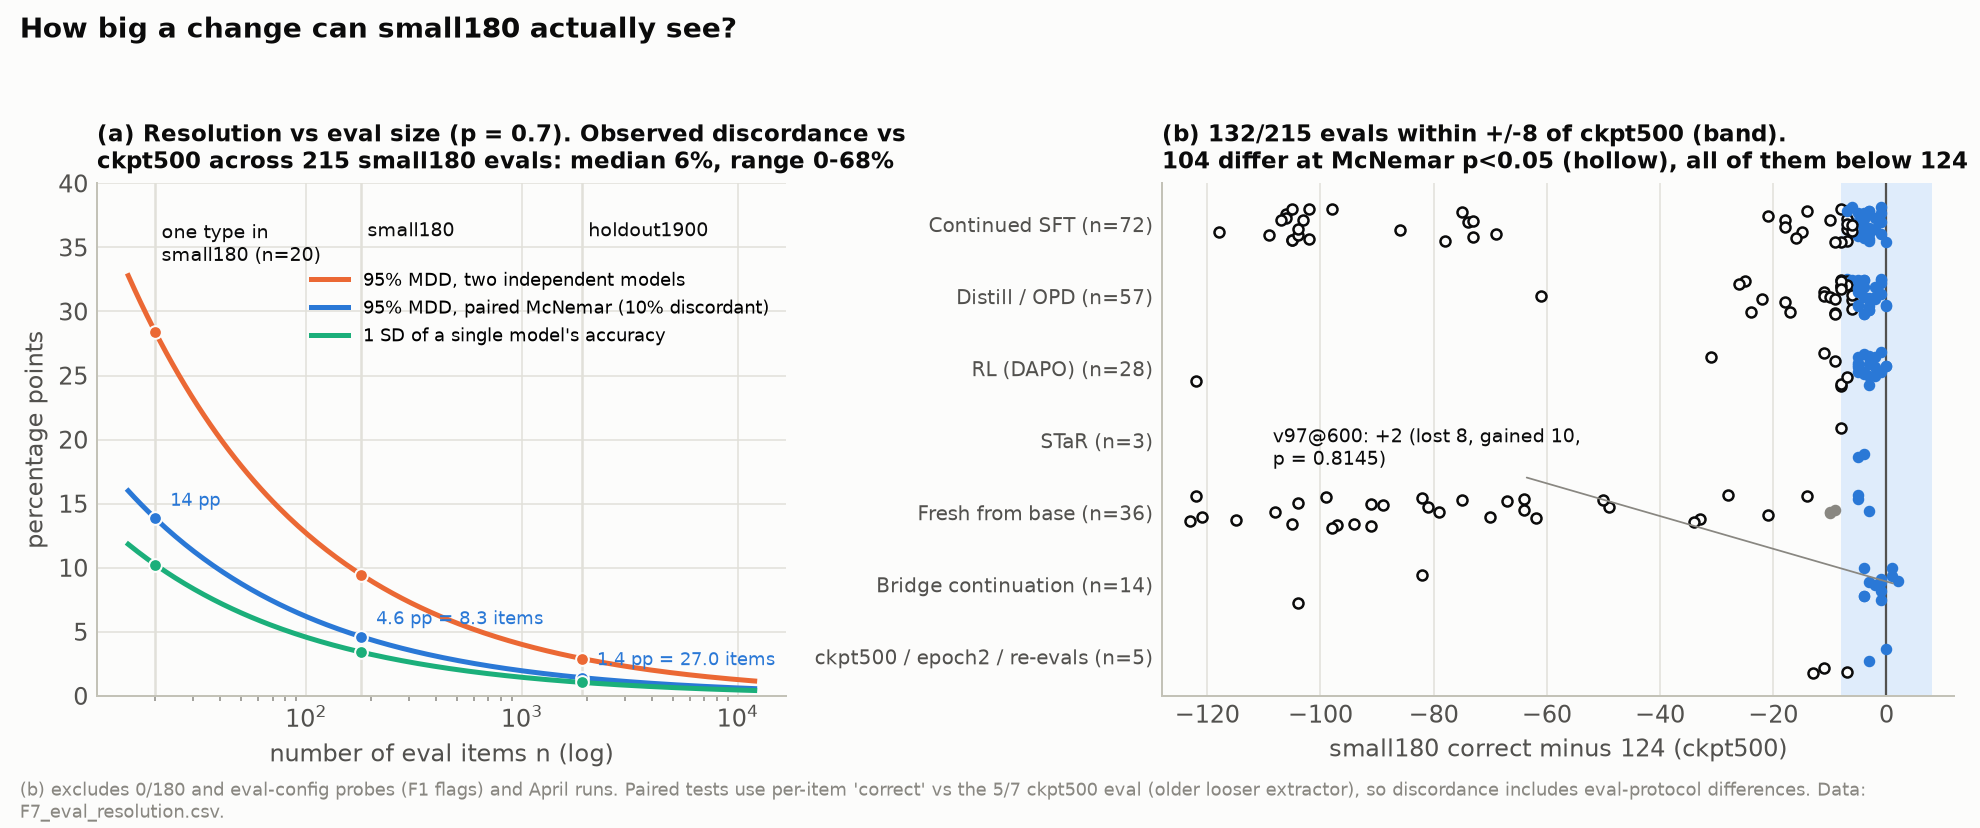 How big a change can small180 actually see?
(a) Resolution vs eval size (p = 0.7). Observed discordance vs
ckpt500 across 215 small180 evals: median 6%, range 0-68%
40
35
30
25
20
15
10
5
0
percentage points
one type in
small180 (n=20)
small180
holdout1900
95% MDD, two independent models
95% MDD, paired McNemar (10% discordant)
1 SD of a single model's accuracy
14 pp
4.6 pp = 8.3 items
1.4 pp = 27.0 items
10²
10³
10⁴
number of eval items n (log)
(b) 132/215 evals within +/-8 of ckpt500 (band).
104 differ at McNemar p<0.05 (hollow), all of them below 124
Continued SFT (n=72)
Distill / OPD (n=57)
RL (DAPO) (n=28)
STaR (n=3)
Fresh from base (n=36)
Bridge continuation (n=14)
ckpt500 / epoch2 / re-evals (n=5)
v97@600: +2 (lost 8, gained 10,
p = 0.8145)
−120
−100
−80
−60
−40
−20
0
small180 correct minus 124 (ckpt500)
(b) excludes 0/180 and eval-config probes (F1 flags) and April runs. Paired tests use per-item 'correct' vs the 5/7 ckpt500 eval (older looser extractor), so discordance includes eval-protocol differences. Data:
F7_eval_resolution.csv.